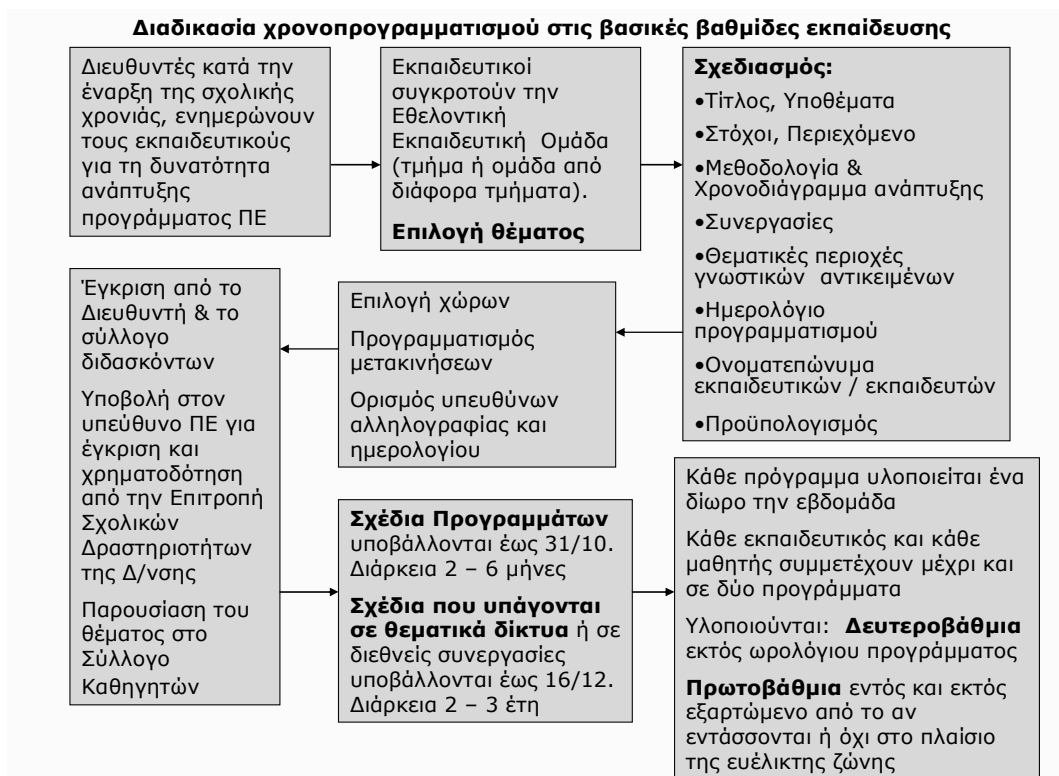 Διαδικασία χρονοπρογραμματισμού στις βασικές βαθμίδες εκπαίδευσης
Διευθυντές κατά την
έναρξη της σχολικής
χρονιάς, ενημερώνουν
τους εκπαιδευτικούς
για τη δυνατότητα
ανάπτυξης
προγράμματος ΠΕ
Εκπαιδευτικοί
συγκροτούν την
Εθελοντική
Εκπαιδευτική Ομάδα
(τμήμα ή ομάδα από
διάφορα τμήματα).
Επιλογή θέματος
Σχεδιασμός:
•Τίτλος, Υποθέματα
•Στόχοι, Περιεχόμενο
•Μεθοδολογία &
Χρονοδιάγραμμα ανάπτυξης
•Συνεργασίες
•Θεματικές περιοχές
γνωστικών αντικειμένων
•Ημερολόγιο
προγραμματισμού
•Ονοματεπώνυμα
εκπαιδευτικών / εκπαιδευτών
•Προϋπολογισμός
Επιλογή χώρων
Προγραμματισμός
μετακινήσεων
Ορισμός υπευθύνων
αλληλογραφίας και
ημερολογίου
Έγκριση από το
Διευθυντή & το
σύλλογο
διδασκόντων
Υποβολή στον
υπεύθυνο ΠΕ για
έγκριση και
χρηματοδότηση
από την Επιτροπή
Σχολικών
Δραστηριοτήτων
της Δ/νσης
Παρουσίαση του
θέματος στο
Σύλλογο
Καθηγητών
Σχέδια Προγραμμάτων
υποβάλλονται έως 31/10.
Διάρκεια 2 – 6 μήνες
Σχέδια που υπάγονται
σε θεματικά δίκτυα ή σε
διεθνείς συνεργασίες
υποβάλλονται έως 16/12.
Διάρκεια 2 – 3 έτη
Κάθε πρόγραμμα υλοποιείται ένα
δίωρο την εβδομάδα
Κάθε εκπαιδευτικός και κάθε
μαθητής συμμετέχουν μέχρι και
σε δύο προγράμματα
Υλοποιούνται: Δευτεροβάθμια
εκτός ωρολόγιου προγράμματος
Πρωτοβάθμια εντός και εκτός
εξαρτώμενο από το αν
εντάσσονται ή όχι στο πλαίσιο
της ευέλικτης ζώνης